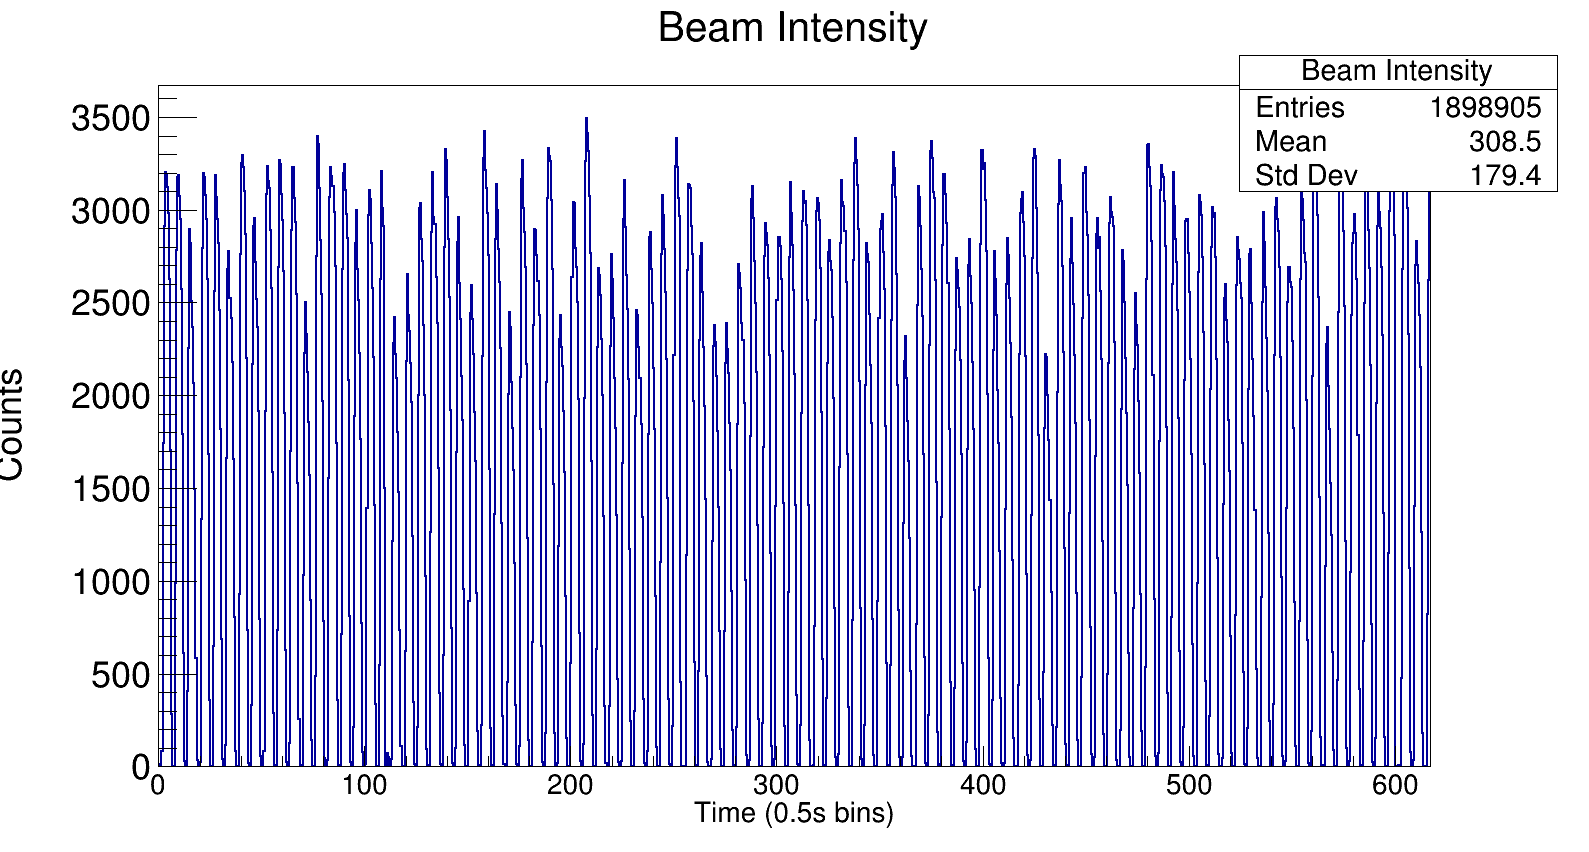 Beam Intensity
Beam Intensity
Entries 1898905
Mean 308.5
Std Dev 179.4
3500
3000
2500
2000
1500
1000
500
0
Counts
0 100 200 300 400 500 600
Time (0.5s bins)